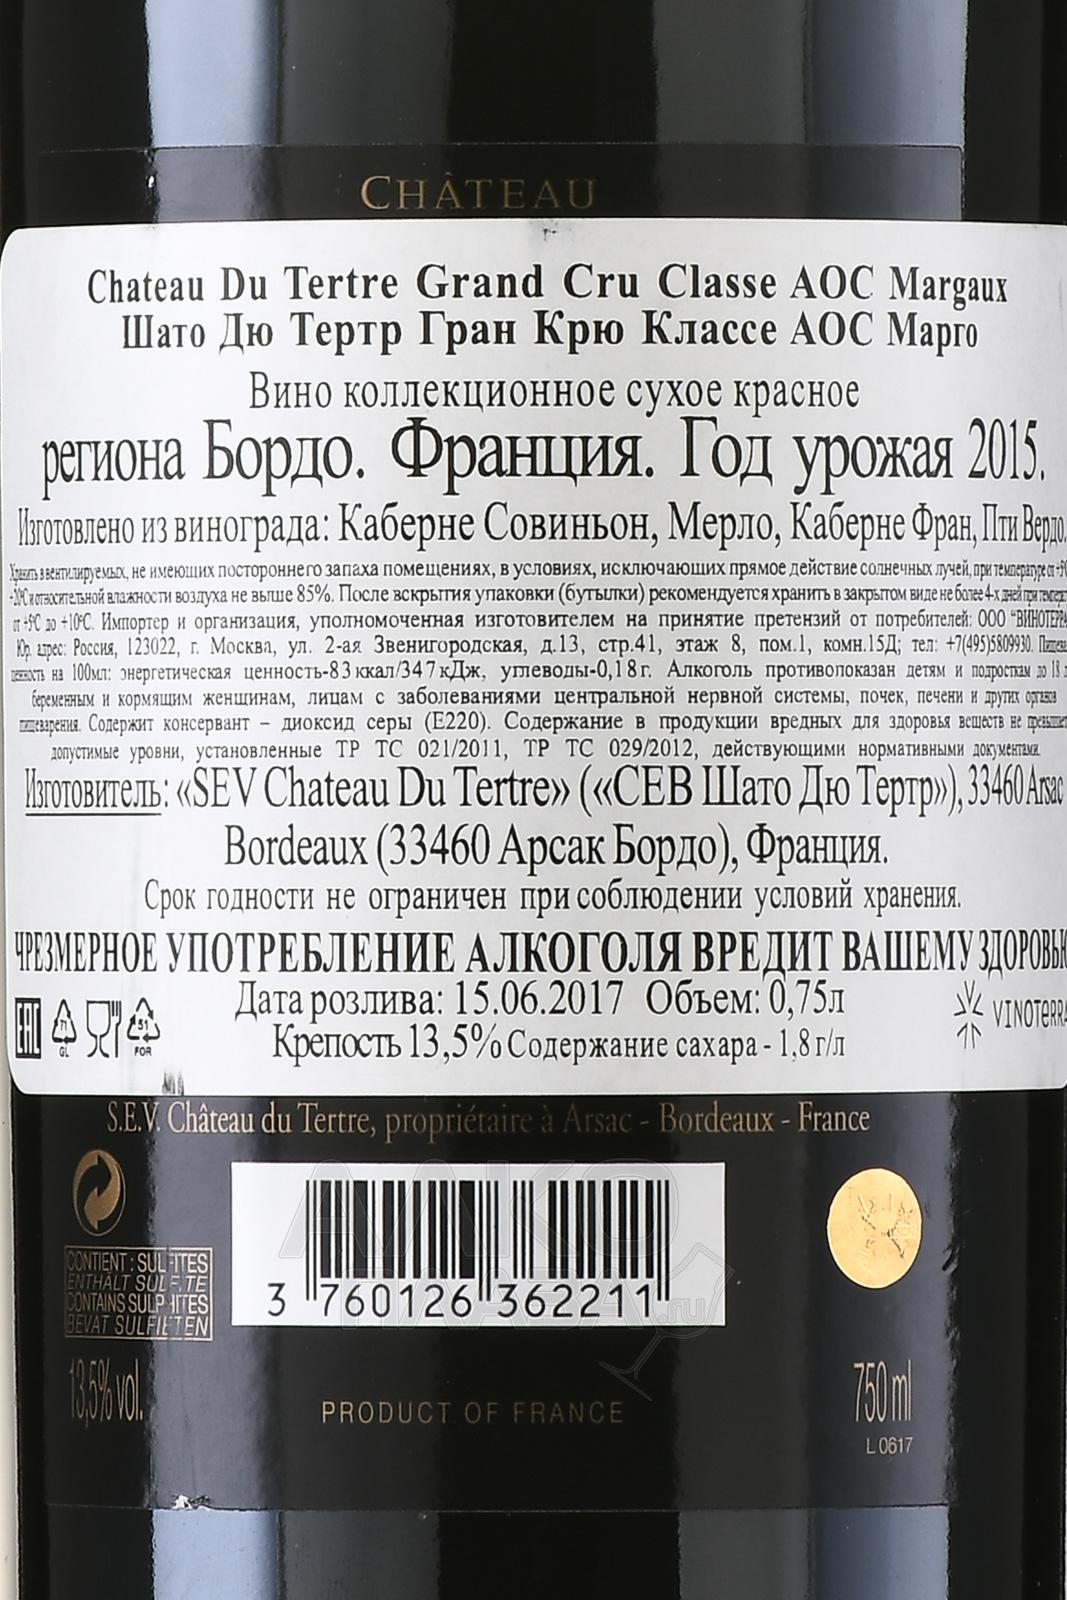 CHÂTEAU
Chateau Du Tertre Grand Cru Classe AOC Margaux
Шато Дю Тертр Гран Крю Классе АОС Марго
Вино коллекционное сухое красное
региона Бордо. Франция. Год урожая 2015.
Изготовлено из винограда: Каберне Совиньон, Мерло, Каберне Фран, Пти Вердо.
Хранить в вентилируемых, не имеющих постороннего запаха помещениях, в условиях, исключающих прямое действие солнечных лучей, при температуре от +5°С
+20°С и относительной влажности воздуха не выше 85%. После вскрытия упаковки (бутылки) рекомендуется хранить в закрытом виде не более 4-х дней при
от +5°С до +10°С. Импортер и организация, уполномоченная изготовителем на принятие претензий от потребителей: ООО "ВИНОТЕРРА
Юр. адрес: Россия, 123022, г. Москва, ул. 2-ая Звенигородская, д.13, стр.41, этаж 8, пом.1, комн.15Д; тел: +7(495)5809930. Пищевая
ценность на 100мл: энергетическая ценность-83 ккал/347 кДж, углеводы-0,18 г. Алкоголь противопоказан детям и подросткам до 18 л
беременным и кормящим женщинам, лицам с заболеваниями центральной нервной системы, почек, печени и других органов
пищеварения. Содержит консервант – диоксид серы (Е220). Содержание в продукции вредных для здоровья веществ не превышает
допустимые уровни, установленные ТР ТС 021/2011, ТР ТС 029/2012, действующими нормативными документами.
Изготовитель: «SEV Chateau Du Tertre» («СЕВ Шато Дю Тертр»), 33460 Arsac
Bordeaux (33460 Арсак Бордо), Франция.
Срок годности не ограничен при соблюдении условий хранения.
ЧРЕЗМЕРНОЕ УПОТРЕБЛЕНИЕ АЛКОГОЛЯ ВРЕДИТ ВАШЕМУ ЗДОРОВЬЮ
Дата розлива: 15.06.2017 Объем: 0,75л
Крепость 13,5% Содержание сахара - 1,8 г/л
EAC 71 GL 51 FOR
VINOTERRA
S.E.V. Château du Tertre, propriétaire à Arsac - Bordeaux - France
CONTIENT : SULFITES
ENTHÄLT SULFITE
CONTAINS SULPHITES
BEVAT SULFIETEN
3 760126 362211
АЛКО
ПЛАЗА.ru
13,5% vol.
PRODUCT OF FRANCE
750 ml
L 0617